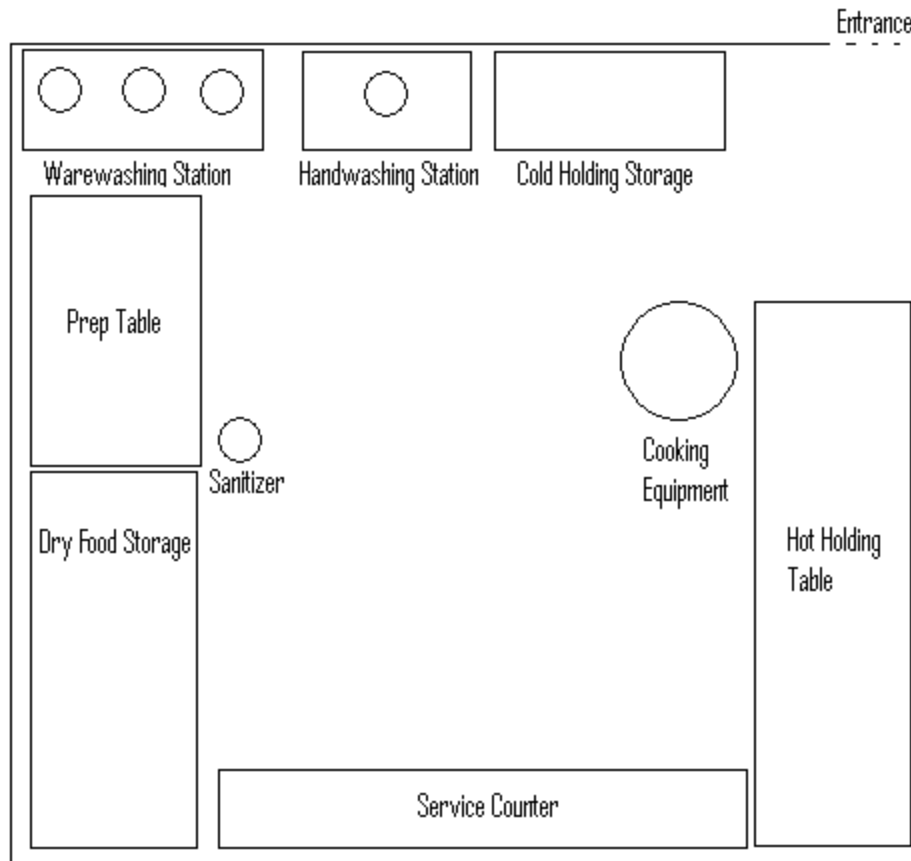 Entrance
Warewashing Station
Handwashing Station
Cold Holding Storage
Prep Table
Sanitizer
Cooking
Equipment
Dry Food Storage
Hot Holding
Table
Service Counter